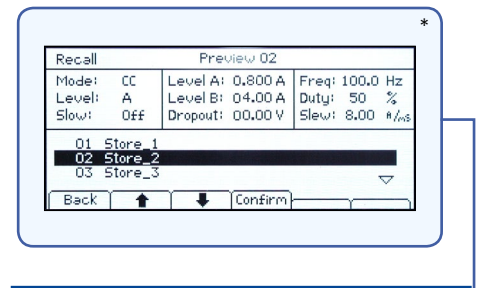 *
Recall Preview 02
Mode: CC Level A: 0.800 A Freq: 100.0 Hz
Level: A Level B: 04.00 A Duty: 50 %
Slow: Off Dropout: 00.00 V Slew: 8.00 A/ms
01 Store_1
02 Store_2
03 Store_3
Back Confirm